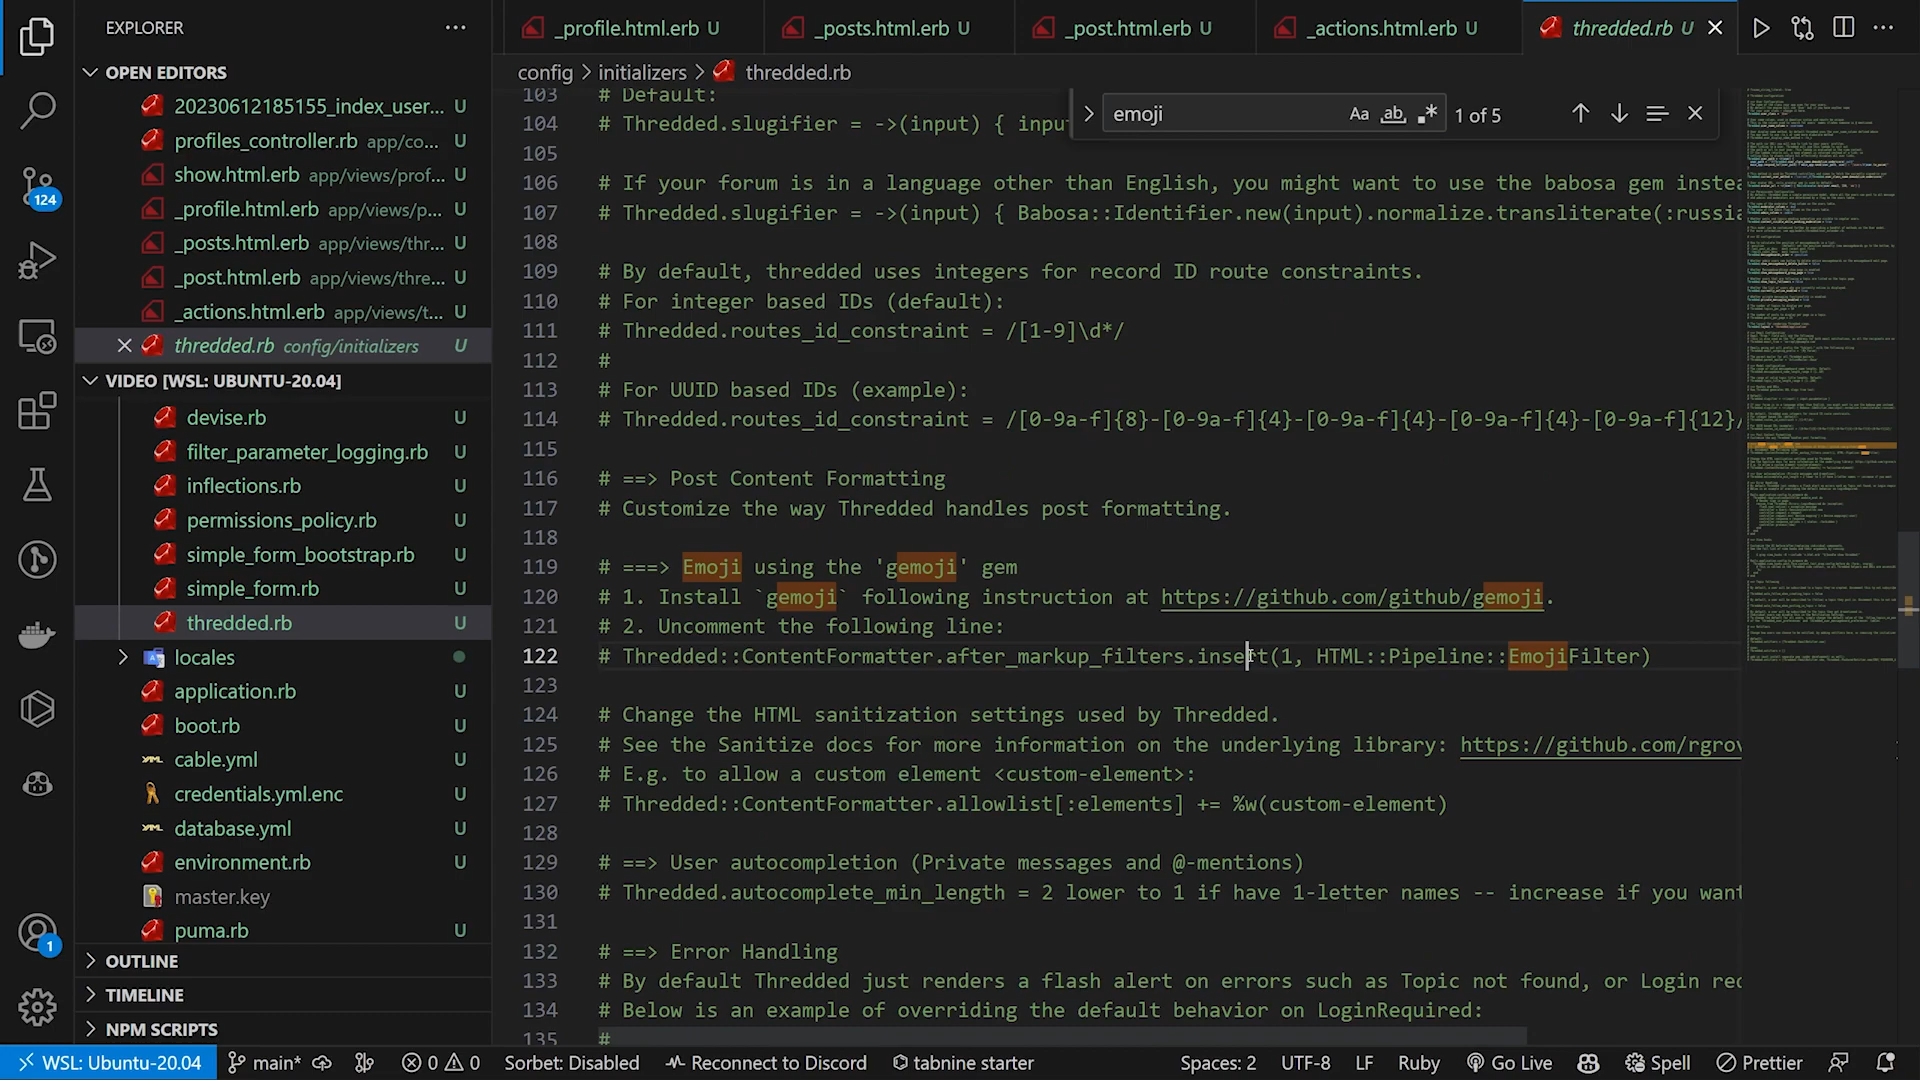 EXPLORER
_profile.html.erb U
_posts.html.erb U
_post.html.erb U
_actions.html.erb U
thredded.rb U
OPEN EDITORS
20230612185155_index_user... U
profiles_controller.rb app/co... U
show.html.erb app/views/prof... U
_profile.html.erb app/views/p... U
_posts.html.erb app/views/thr... U
_post.html.erb app/views/thre... U
_actions.html.erb app/views/t... U
thredded.rb config/initializers U
VIDEO [WSL: UBUNTU-20.04]
devise.rb U
filter_parameter_logging.rb U
inflections.rb U
permissions_policy.rb U
simple_form_bootstrap.rb U
simple_form.rb U
thredded.rb U
locales
application.rb U
boot.rb U
cable.yml U
credentials.yml.enc U
database.yml U
environment.rb U
master.key
puma.rb U
OUTLINE
TIMELINE
NPM SCRIPTS
124
1
config > initializers > thredded.rb
emoji Aa ab 1 of 5
103 # Default:
104 # Thredded.slugifier = ->(input) { inpu
105
106 # If your forum is in a language other than English, you might want to use the babosa gem inste
107 # Thredded.slugifier = ->(input) { Babosa::Identifier.new(input).normalize.transliterate(:russi
108
109 # By default, thredded uses integers for record ID route constraints.
110 # For integer based IDs (default):
111 # Thredded.routes_id_constraint = /[1-9]\d*/
112 #
113 # For UUID based IDs (example):
114 # Thredded.routes_id_constraint = /[0-9a-f]{8}-[0-9a-f]{4}-[0-9a-f]{4}-[0-9a-f]{4}-[0-9a-f]{12}/
115
116 # ==> Post Content Formatting
117 # Customize the way Thredded handles post formatting.
118
119 # ===> Emoji using the 'gemoji' gem
120 # 1. Install `gemoji` following instruction at https://github.com/github/gemoji.
121 # 2. Uncomment the following line:
122 # Thredded::ContentFormatter.after_markup_filters.insert(1, HTML::Pipeline::EmojiFilter)
123
124 # Change the HTML sanitization settings used by Thredded.
125 # See the Sanitize docs for more information on the underlying library: https://github.com/rgrov
126 # E.g. to allow a custom element <custom-element>:
127 # Thredded::ContentFormatter.allowlist[:elements] += %w(custom-element)
128
129 # ==> User autocompletion (Private messages and @-mentions)
130 # Thredded.autocomplete_min_length = 2 lower to 1 if have 1-letter names -- increase if you want
131
132 # ==> Error Handling
133 # By default Thredded just renders a flash alert on errors such as Topic not found, or Login rec
134 # Below is an example of overriding the default behavior on LoginRequired:
135 #
WSL: Ubuntu-20.04 main* 0 0 Sorbet: Disabled Reconnect to Discord tabnine starter Spaces: 2 UTF-8 LF Ruby Go Live Spell Prettier